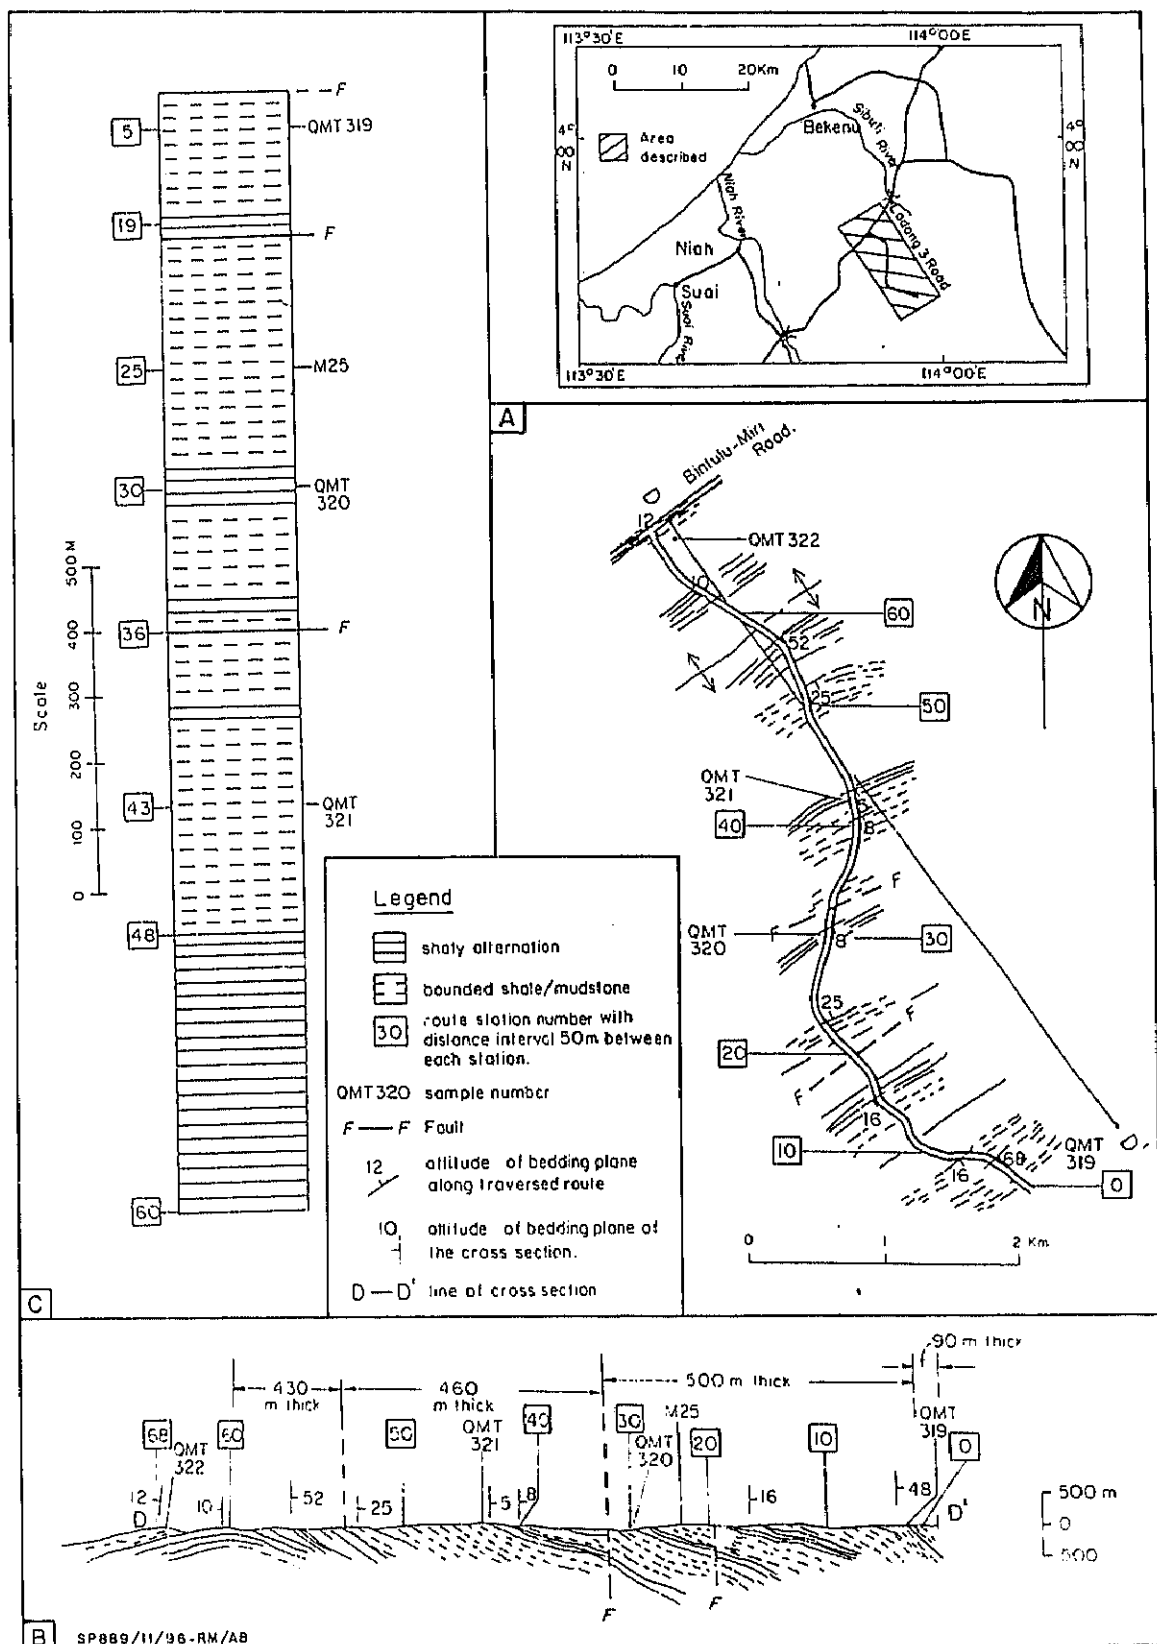 F
5
QMT 319
19
F
25
M25
30
QMT
320
36
F
43
QMT
321
48
60
Scale
500 M
400
300
200
100
0
C
Legend
shaly alternation
bounded shale/mudstone
30
route station number with
distance interval 50m between
each station.
QMT 320 sample number
F — F Fault
12
attitude of bedding plane
along traversed route
10
attitude of bedding plane of
the cross section.
D — D' line of cross section
113°30'E
114°00'E
0 10 20 Km
4°
00
N
4°
00
N
Area
described
Bekenu
Sibuti River
Niah River
Niah
Suai
Suai River
Ladong 3 Road
113°30'E
114°00'E
A
Bintulu-Miri
Road.
D
12
QMT 322
10
60
52
25
50
QMT
321
5
40
8
F
QMT
320
F
8
30
25
F
20
F
16
10
16
68
QMT
319
D'
0
N
0 1 2 Km
90 m thick
430
m thick
460
m thick
500 m thick
68
QMT
322
60
50
QMT
321
40
30
QMT
320
M25
20
10
QMT
319
0
12
D
10
52
25
5
8
16
48
D'
F
F
500 m
0
500
B
SP889/11/96-RM/AB